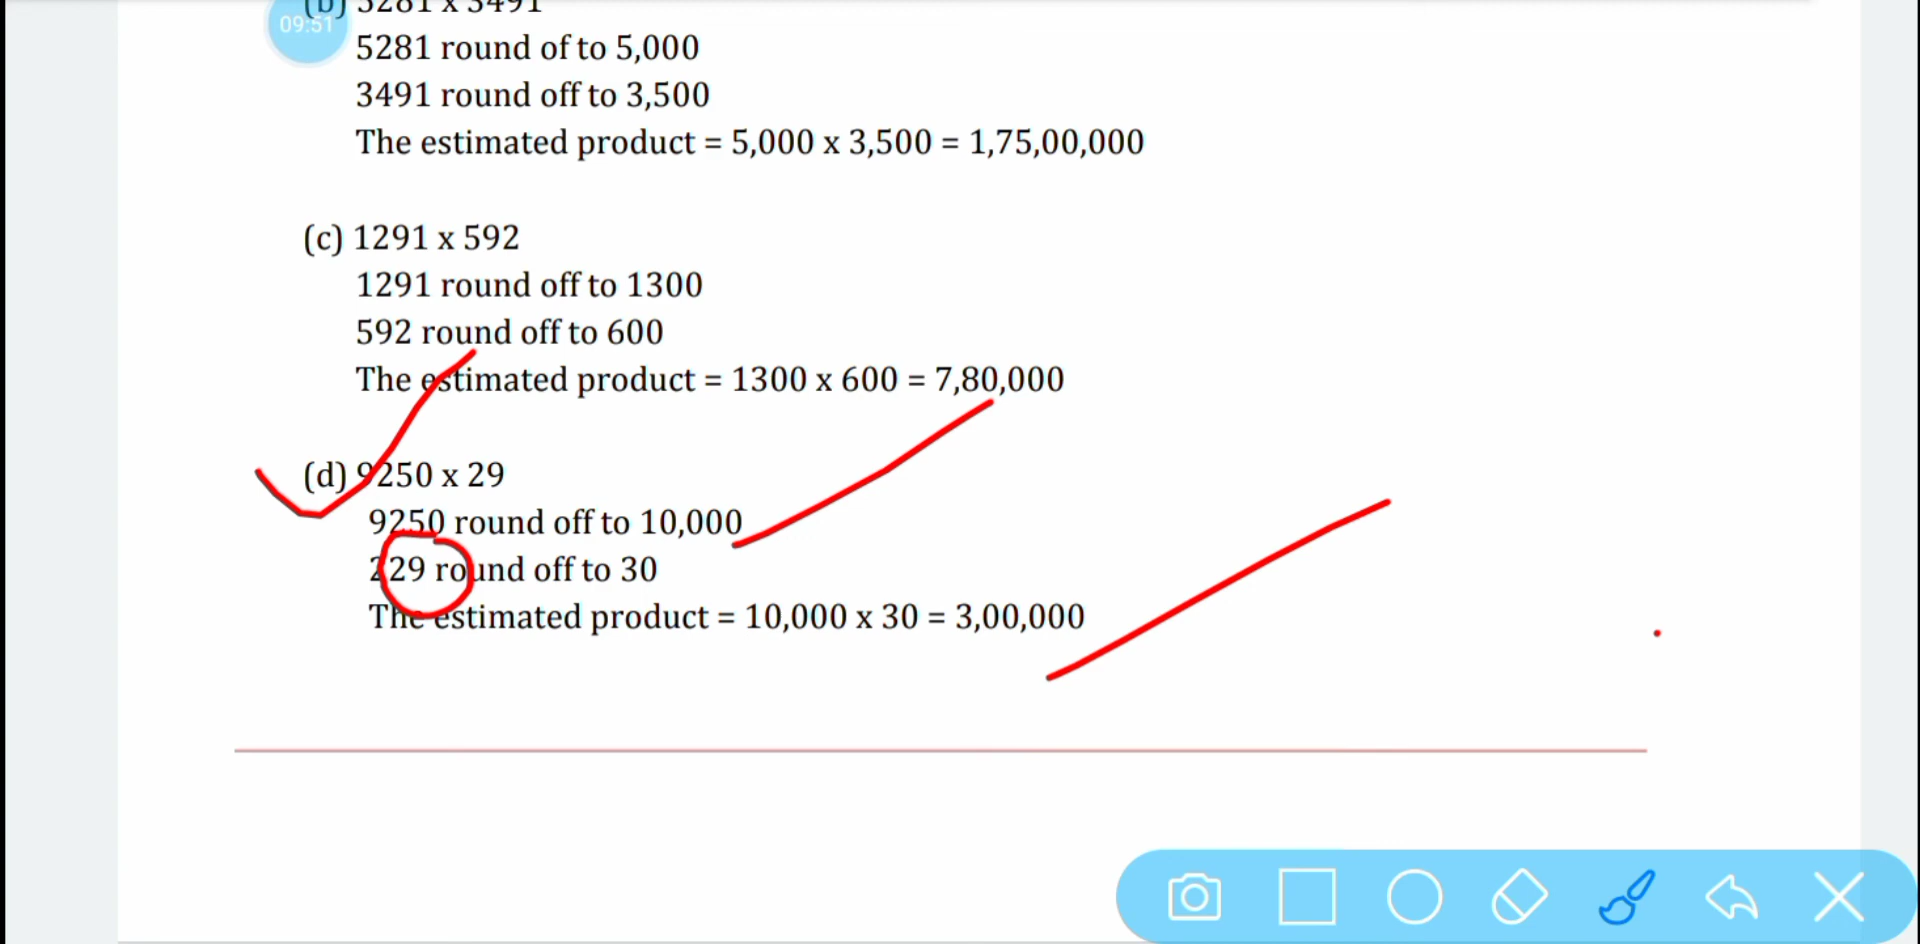 (b) 5281 x 3491
09:51
5281 round of to 5,000
3491 round off to 3,500
The estimated product = 5,000 x 3,500 = 1,75,00,000
(c) 1291 x 592
1291 round off to 1300
592 round off to 600
The estimated product = 1300 x 600 = 7,80,000
(d) 9250 x 29
9250 round off to 10,000
229 round off to 30
The estimated product = 10,000 x 30 = 3,00,000